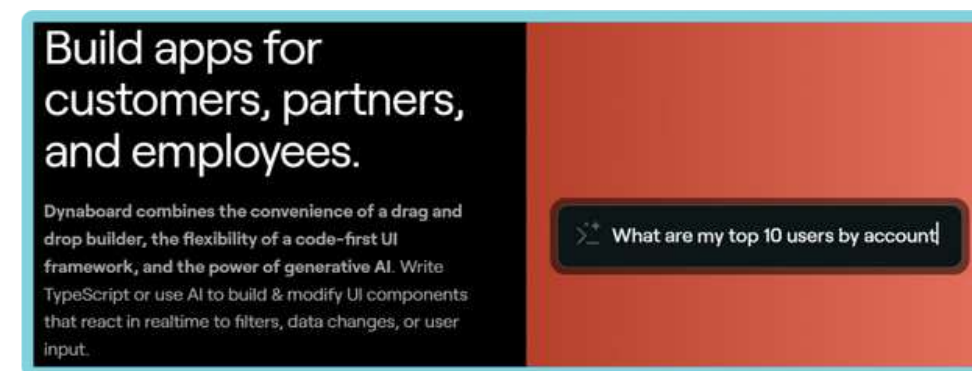 Build apps for
customers, partners,
and employees.
Dynaboard combines the convenience of a drag and
drop builder, the flexibility of a code-first UI
framework, and the power of generative AI. Write
TypeScript or use AI to build & modify UI components
that react in realtime to filters, data changes, or user
input.
What are my top 10 users by account